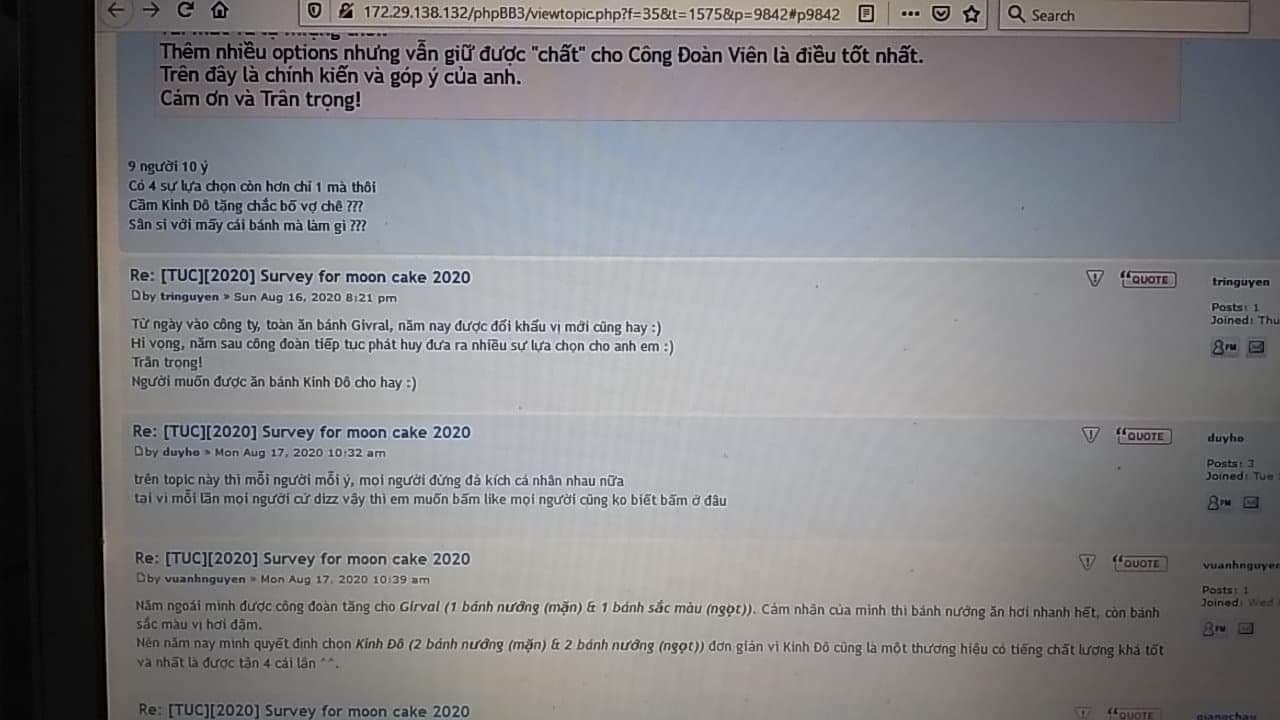 172.29.138.132/phpBB3/viewtopic.php?f=35&t=1575&p=9842#p9842
Search
Thêm nhiều options nhưng vẫn giữ được "chất" cho Công Đoàn Viên là điều tốt nhất.
Trên đây là chính kiến và góp ý của anh.
Cám ơn và Trân trọng!
9 người 10 ý
Có 4 sự lựa chọn còn hơn chỉ 1 mà thôi
Cầm Kinh Đô tặng chắc bố vợ chê ???
Sân si với mấy cái bánh mà làm gì ???
Re: [TUC][2020] Survey for moon cake 2020
by tringuyen » Sun Aug 16, 2020 8:21 pm
Từ ngày vào công ty, toàn ăn bánh Givral, năm nay được đổi khẩu vị mới cũng hay :)
Hi vọng, năm sau công đoàn tiếp tục phát huy đưa ra nhiều sự lựa chọn cho anh em :)
Trân trọng!
Người muốn được ăn bánh Kinh Đô cho hay :)
QUOTE
tringuyen
Posts: 1
Joined: Thu
PM
Re: [TUC][2020] Survey for moon cake 2020
by duyho » Mon Aug 17, 2020 10:32 am
trên topic này thì mỗi người mỗi ý, mọi người đừng đả kích cá nhân nhau nữa
tại vì mỗi lần mọi người cứ dizz vậy thì em muốn bấm like mọi người cũng ko biết bấm ở đâu
QUOTE
duyho
Posts: 3
Joined: Tue
PM
Re: [TUC][2020] Survey for moon cake 2020
by vuanhnguyen » Mon Aug 17, 2020 10:39 am
Năm ngoái mình được công đoàn tặng cho Girval (1 bánh nướng (mặn) & 1 bánh sắc màu (ngọt)). Cảm nhận của mình thì bánh nướng ăn hơi nhanh hết, còn bánh
sắc màu vị hơi đậm.
Nên năm nay mình quyết định chọn Kinh Đô (2 bánh nướng (mặn) & 2 bánh nướng (ngọt)) đơn giản vì Kinh Đô cũng là một thương hiệu có tiếng chất lượng khá tốt
và nhất là được tận 4 cái lận ^^.
QUOTE
vuanhnguyen
Posts: 1
Joined: Wed
PM
Re: [TUC][2020] Survey for moon cake 2020
QUOTE
giangchau